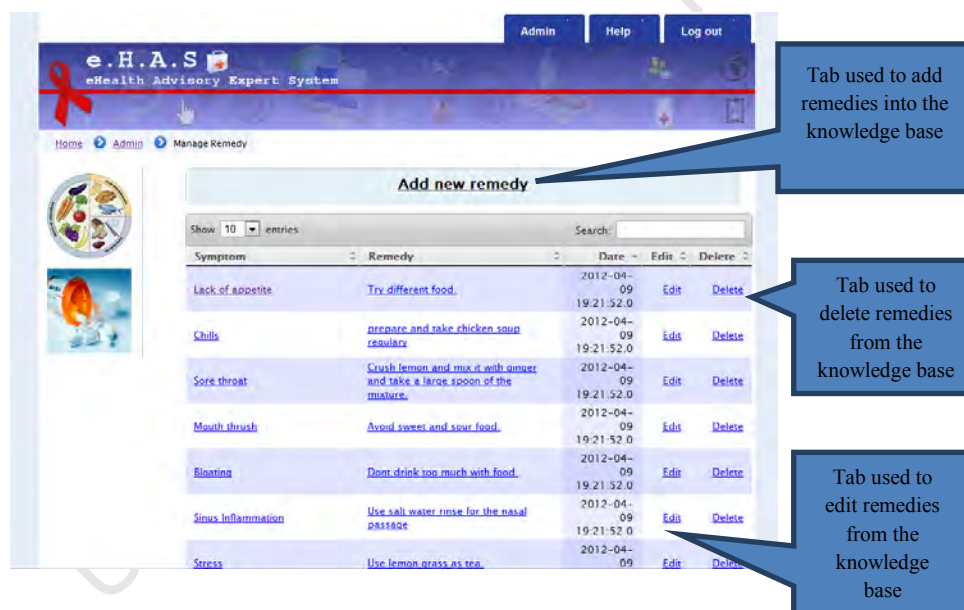 Admin Help Log out
e.H.A.S
eHealth Advisory Expert System
Home Admin Manage Remedy
Add new remedy
Show 10 entries Search:
Symptom Remedy Date Edit Delete
Lack of appetite Try different food. 2012-04-
09
19:21:52.0 Edit Delete
Chills prepare and take chicken soup
regulary 2012-04-
09
19:21:52.0 Edit Delete
Sore throat Crush lemon and mix it with ginger
and take a large spoon of the
mixture. 2012-04-
09
19:21:52.0 Edit Delete
Mouth thrush Avoid sweet and sour food. 2012-04-
09
19:21:52.0 Edit Delete
Bloating Dont drink too much with food. 2012-04-
09
19:21:52.0 Edit Delete
Sinus Inflammation Use salt water rinse for the nasal
passage 2012-04-
09
19:21:52.0 Edit Delete
Stress Use lemon grass as tea. 2012-04-
09 Edit Delete
Tab used to add
remedies into the
knowledge base
Tab used to
delete remedies
from the
knowledge base
Tab used to
edit remedies
from the
knowledge
base